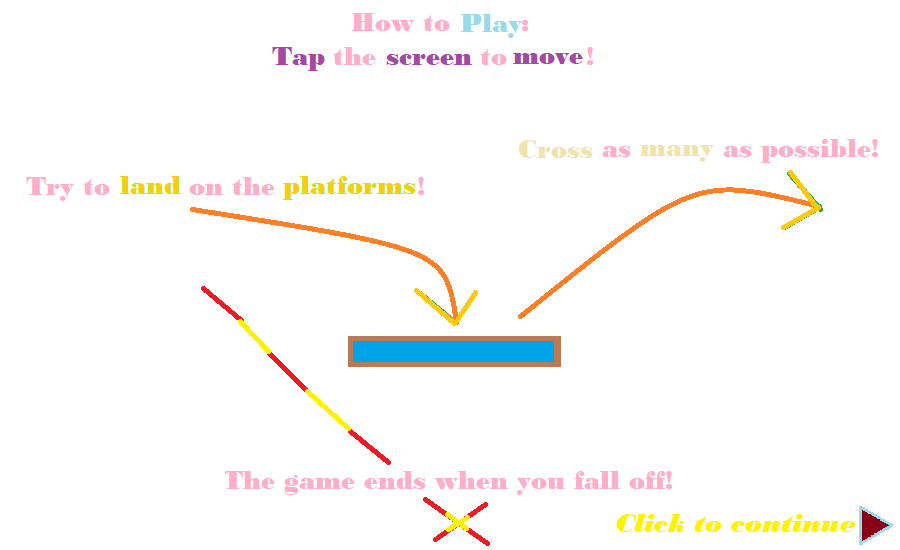 How to Play:
Tap the screen to move!
Cross as many as possible!
Try to land on the platforms!
The game ends when you fall off!
Click to continue